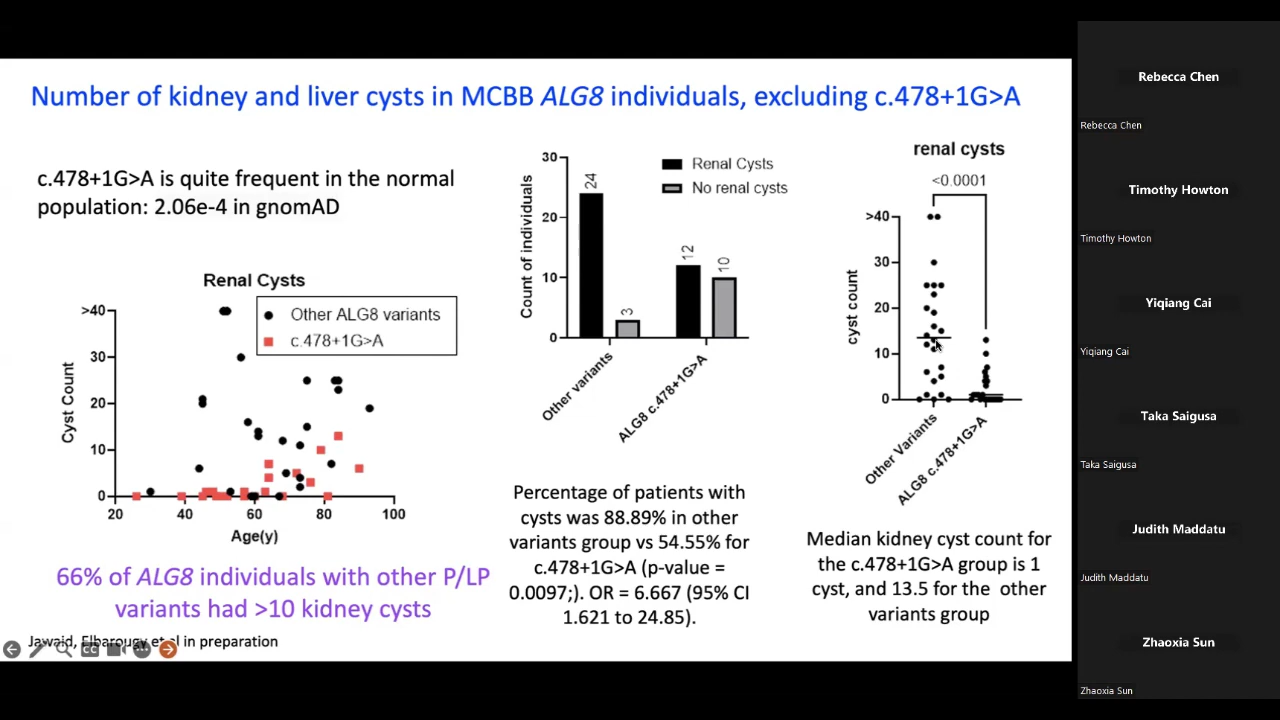 Number of kidney and liver cysts in MCBB ALG8 individuals, excluding c.478+1G>A
c.478+1G>A is quite frequent in the normal
population: 2.06e-4 in gnomAD
Renal Cysts
>40
30
20
10
0
Cyst Count
20
40
60
80
100
Age(y)
Other ALG8 variants
c.478+1G>A
66% of ALG8 individuals with other P/LP
variants had >10 kidney cysts
Jawaid, Elbarougy et al in preparation
CC
30
20
10
0
Count of individuals
Renal Cysts
No renal cysts
24
3
12
10
Other variants
ALG8 c.478+1G>A
Percentage of patients with
cysts was 88.89% in other
variants group vs 54.55% for
c.478+1G>A (p-value =
0.0097;). OR = 6.667 (95% CI
1.621 to 24.85).
renal cysts
<0.0001
>40
30
20
10
0
cyst count
Other Variants
ALG8 c.478+1G>A
Median kidney cyst count for
the c.478+1G>A group is 1
cyst, and 13.5 for the other
variants group
Rebecca Chen
Rebecca Chen
Timothy Howton
Timothy Howton
Yiqiang Cai
Yiqiang Cai
Taka Saigusa
Taka Saigusa
Judith Maddatu
Judith Maddatu
Zhaoxia Sun
Zhaoxia Sun